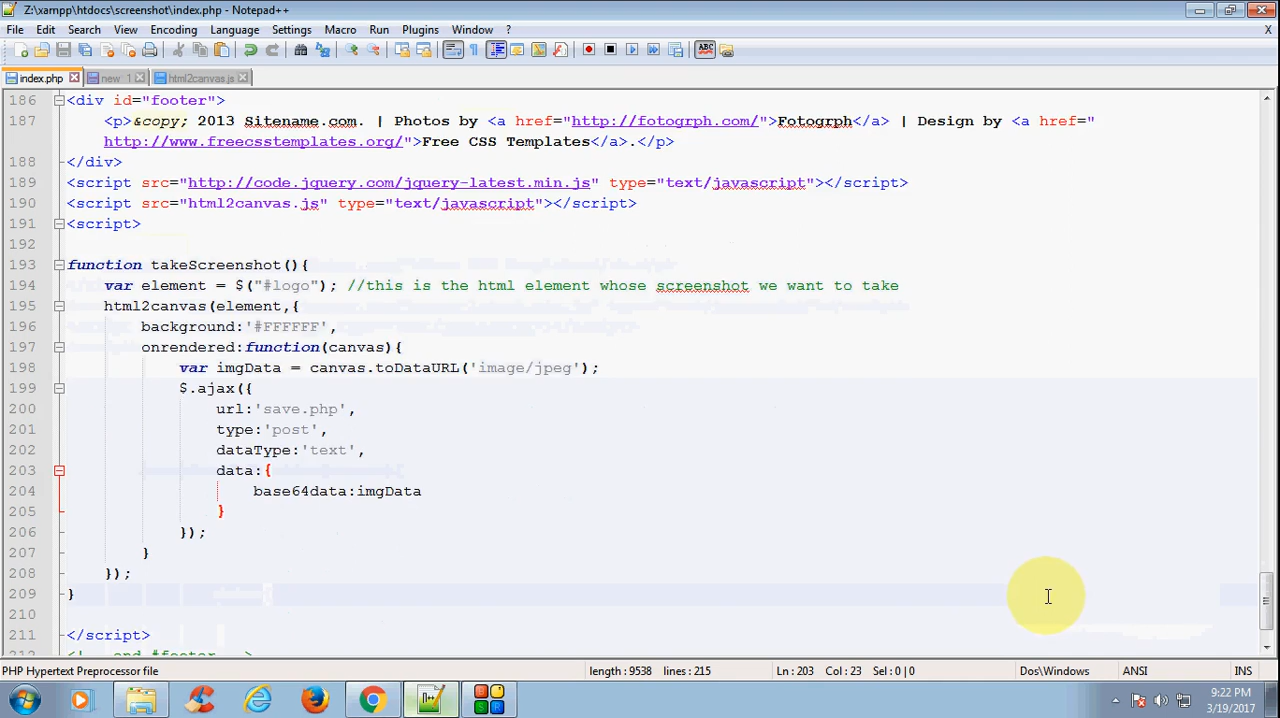 Z:\xampp\htdocs\screenshot\index.php - Notepad++
File Edit Search View Encoding Language Settings Macro Run Plugins Window ? X
ABC
index.php new 1 html2canvas.js
186 <div id="footer">
187 <p>&copy; 2013 Sitename.com. | Photos by <a href="http://fotogrph.com/">Fotogrph</a> | Design by <a href="
http://www.freecsstemplates.org/">Free CSS Templates</a>.</p>
188 </div>
189 <script src="http://code.jquery.com/jquery-latest.min.js" type="text/javascript"></script>
190 <script src="html2canvas.js" type="text/javascript"></script>
191 <script>
192
193 function takeScreenshot(){
194 var element = $("#logo"); //this is the html element whose screenshot we want to take
195 html2canvas(element,{
196 background:'#FFFFFF',
197 onrendered:function(canvas){
198 var imgData = canvas.toDataURL('image/jpeg');
199 $.ajax({
200 url:'save.php',
201 type:'post',
202 dataType:'text',
203 data:{
204 base64data:imgData
205 }
206 });
207 }
208 });
209 }
210
211 </script>
PHP Hypertext Preprocessor file length : 9538 lines : 215 Ln : 203 Col : 23 Sel : 0 | 0 Dos\Windows ANSI INS
9:22 PM
3/19/2017